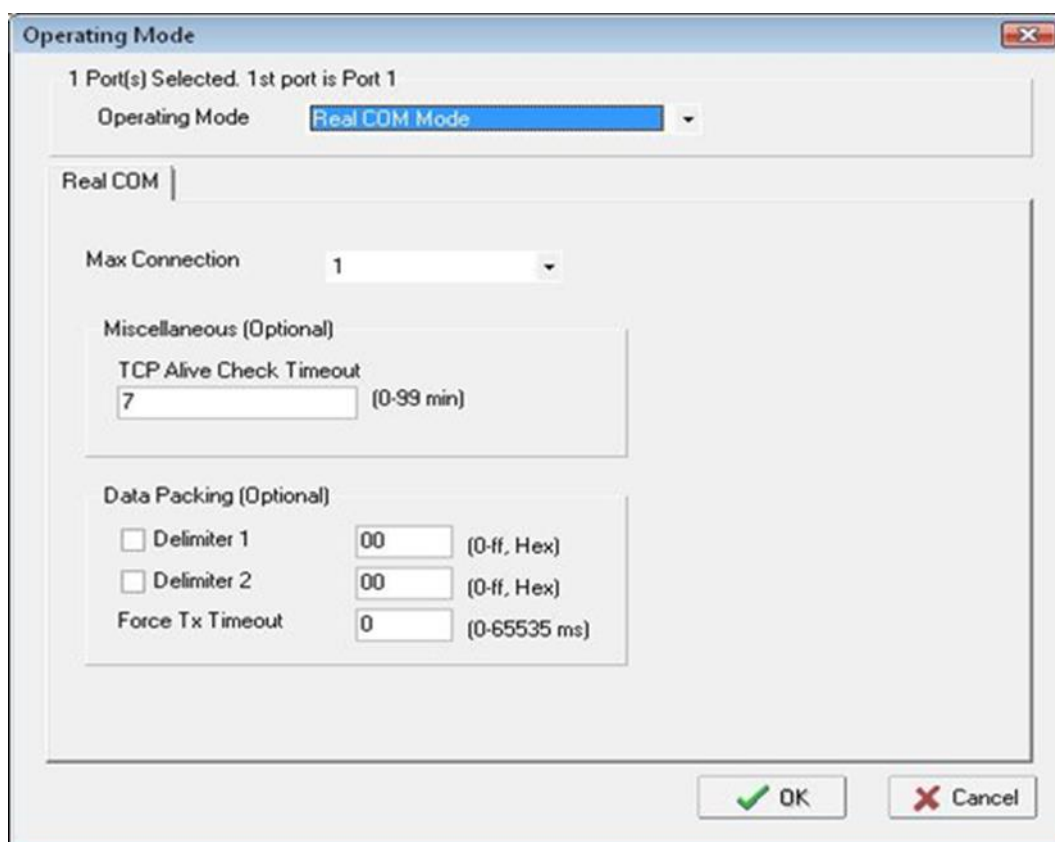 Operating Mode
1 Port(s) Selected. 1st port is Port 1
Operating Mode Real COM Mode
Real COM
Max Connection 1
Miscellaneous (Optional)
TCP Alive Check Timeout
7 (0-99 min)
Data Packing (Optional)
Delimiter 1 00 (0-ff, Hex)
Delimiter 2 00 (0-ff, Hex)
Force Tx Timeout 0 (0-65535 ms)
OK Cancel